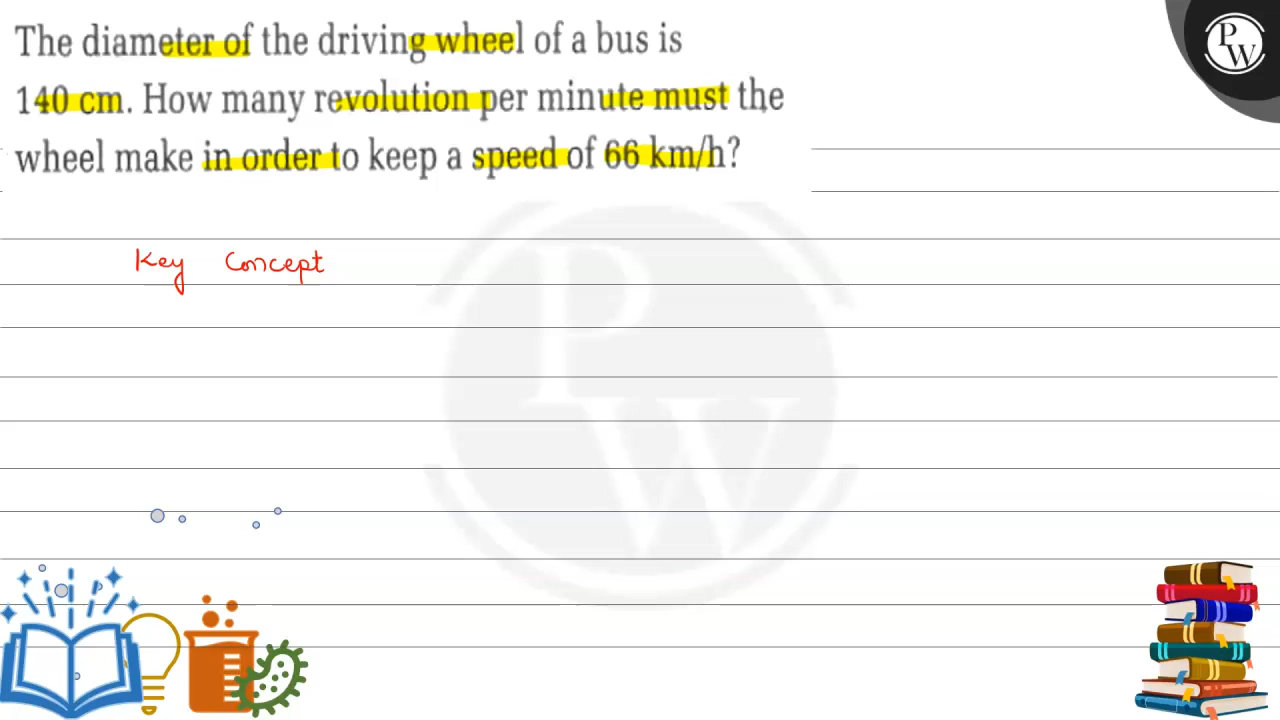 The diameter of the driving wheel of a bus is
140 cm. How many revolution per minute must the
wheel make in order to keep a speed of 66 km/h?
Key Concept
P
W
P
W